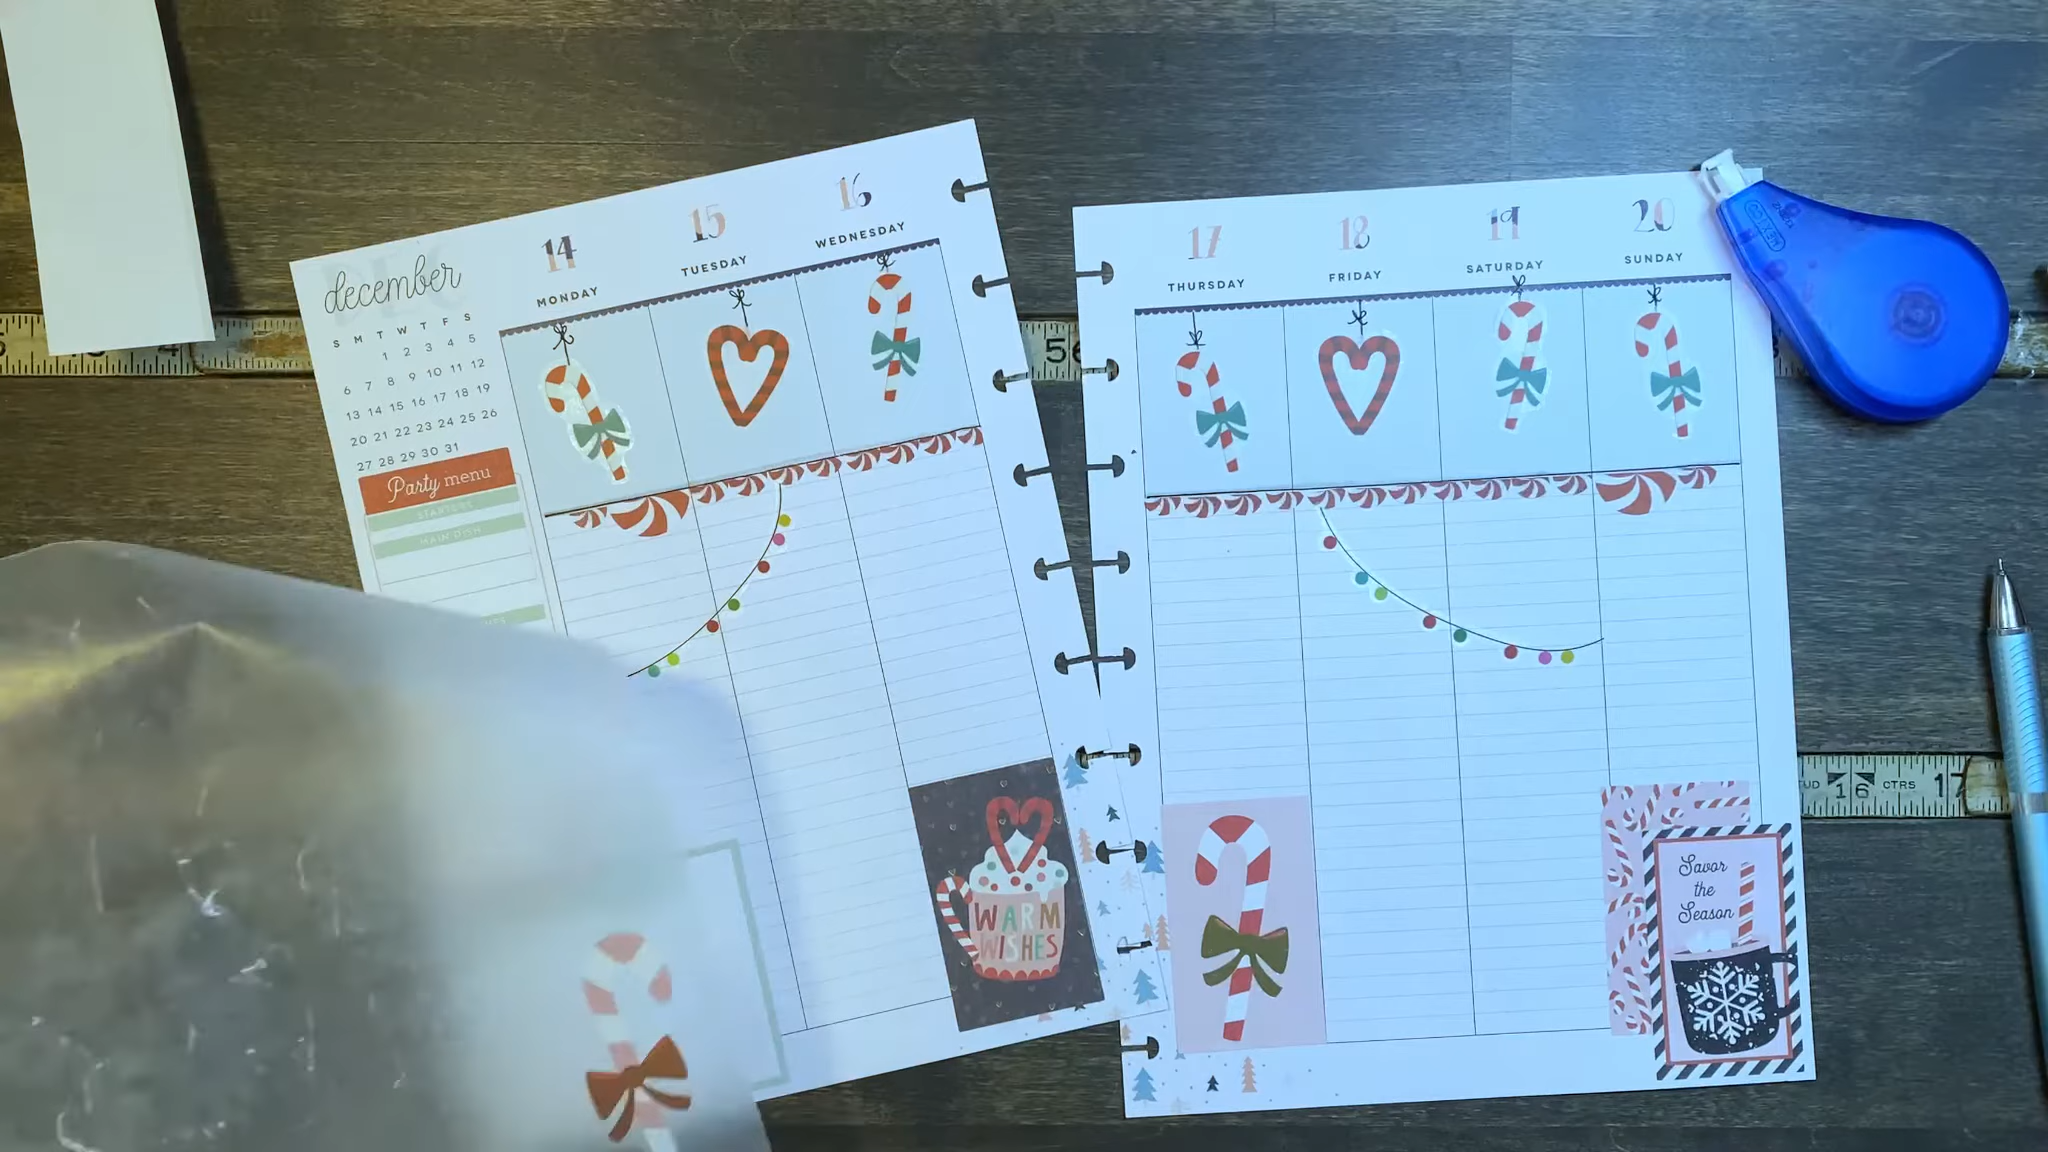 december
S M T W T F S
1 2 3 4 5
6 7 8 9 10 11 12
13 14 15 16 17 18 19
20 21 22 23 24 25 26
27 28 29 30 31
Party menu
STARTERS
MAIN DISH
14
MONDAY
15
TUESDAY
16
WEDNESDAY
WARM
WISHES
17
THURSDAY
18
FRIDAY
19
SATURDAY
20
SUNDAY
Savor
the
Season
56
16 CTRS 17